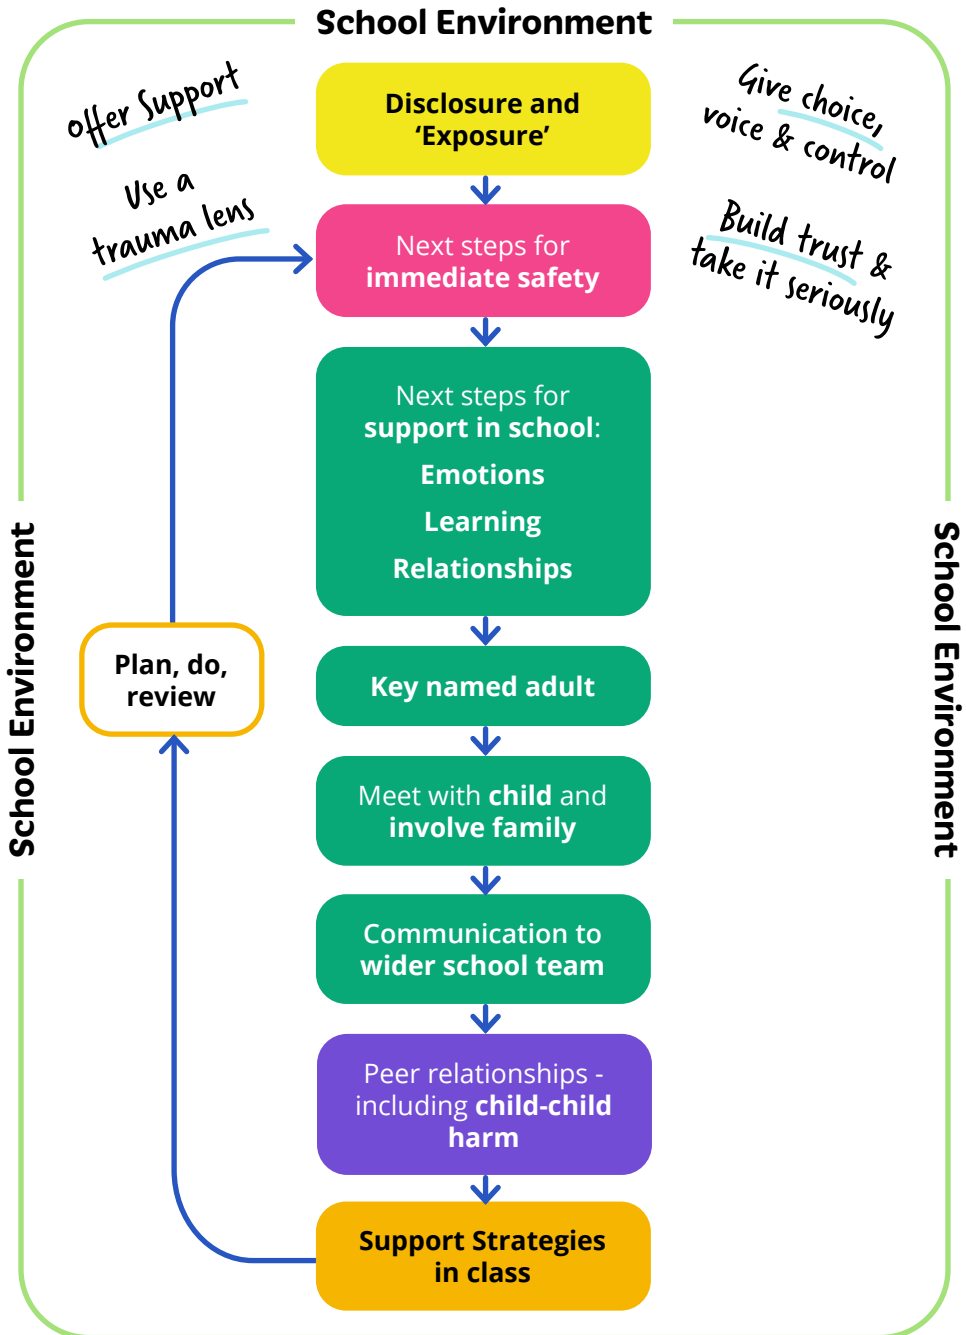 School Environment
offer Support
Give choice,
voice & control
Use a
trauma lens
Build trust &
take it seriously
Disclosure and
‘Exposure’
Next steps for
immediate safety
Next steps for
support in school:
Emotions
Learning
Relationships
School Environment
School Environment
Plan, do,
review
Key named adult
Meet with child and
involve family
Communication to
wider school team
Peer relationships -
including child-child
harm
Support Strategies
in class